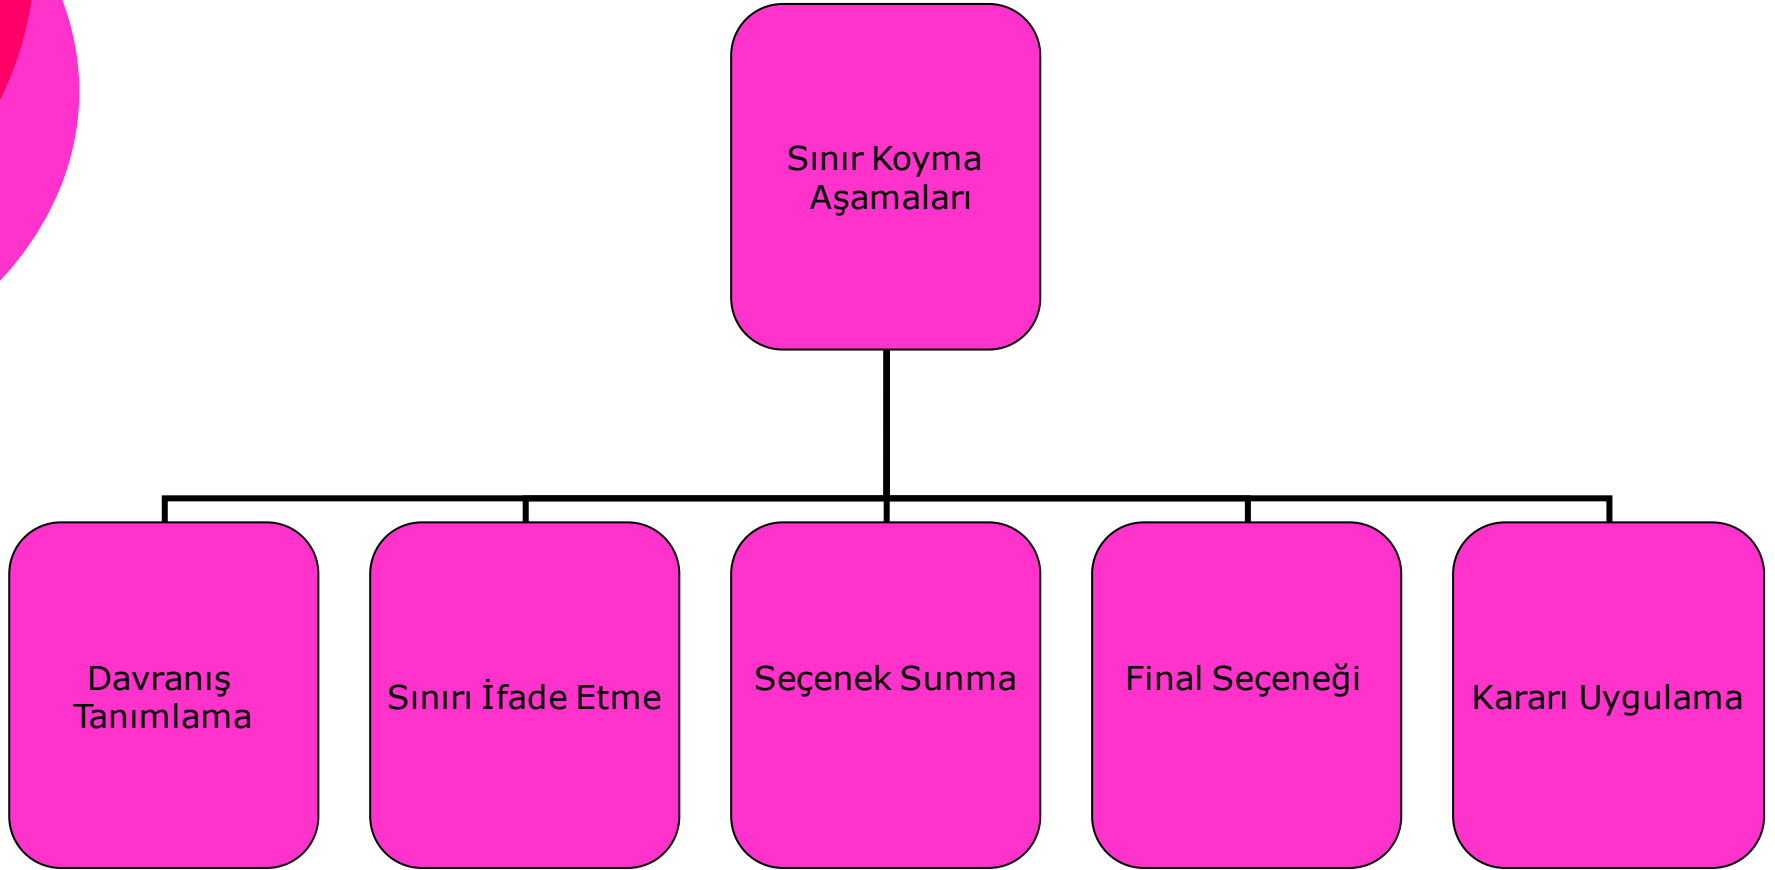 Sınır Koyma
Aşamaları
Davranış
Tanımlama
Sınırı İfade Etme
Seçenek Sunma
Final Seçeneği
Kararı Uygulama